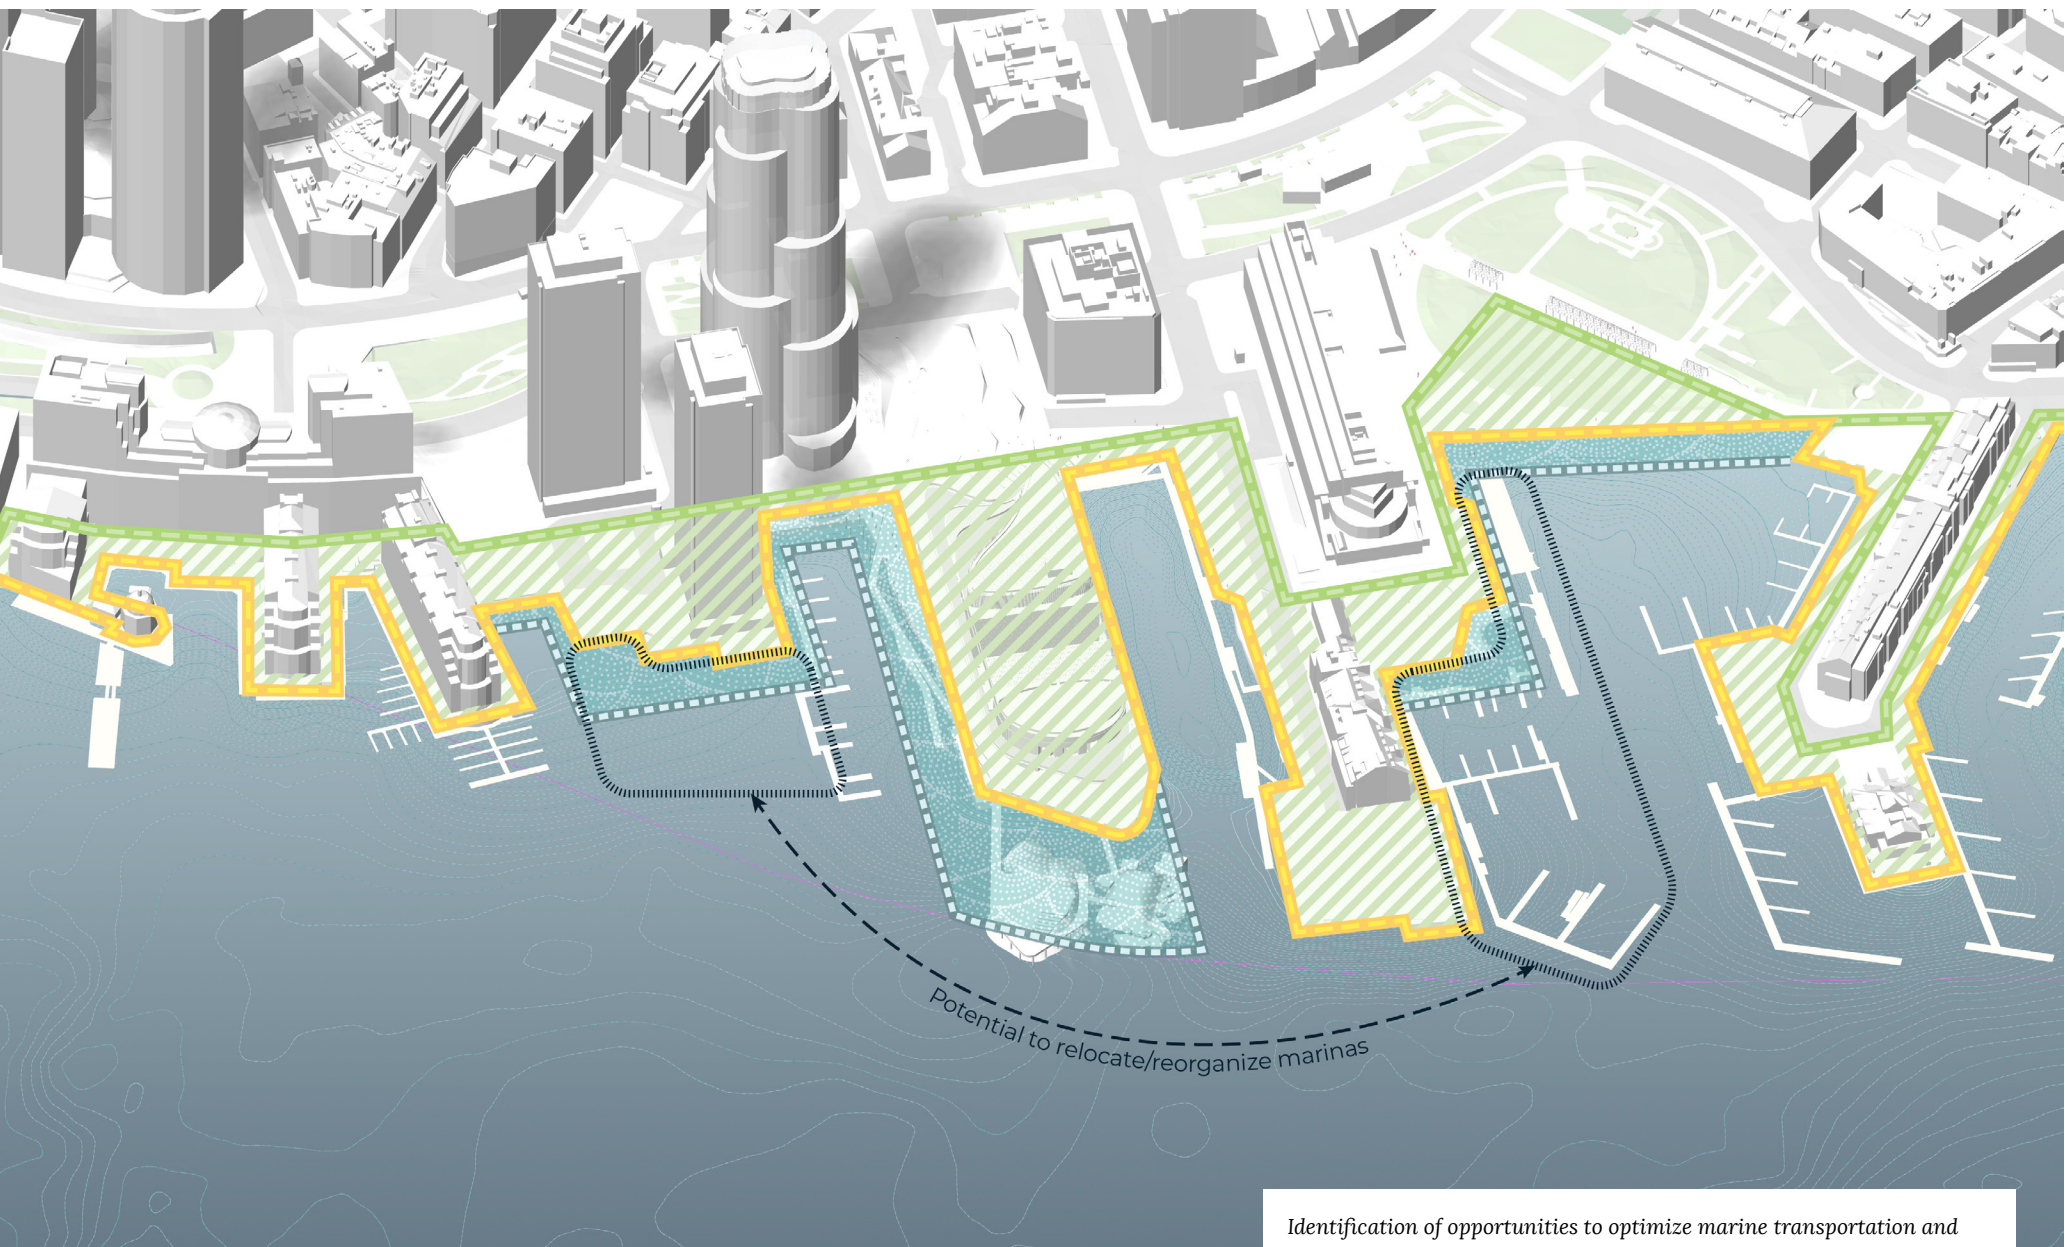 Potential to relocate/reorganize marinas
Identification of opportunities to optimize marine transportation and